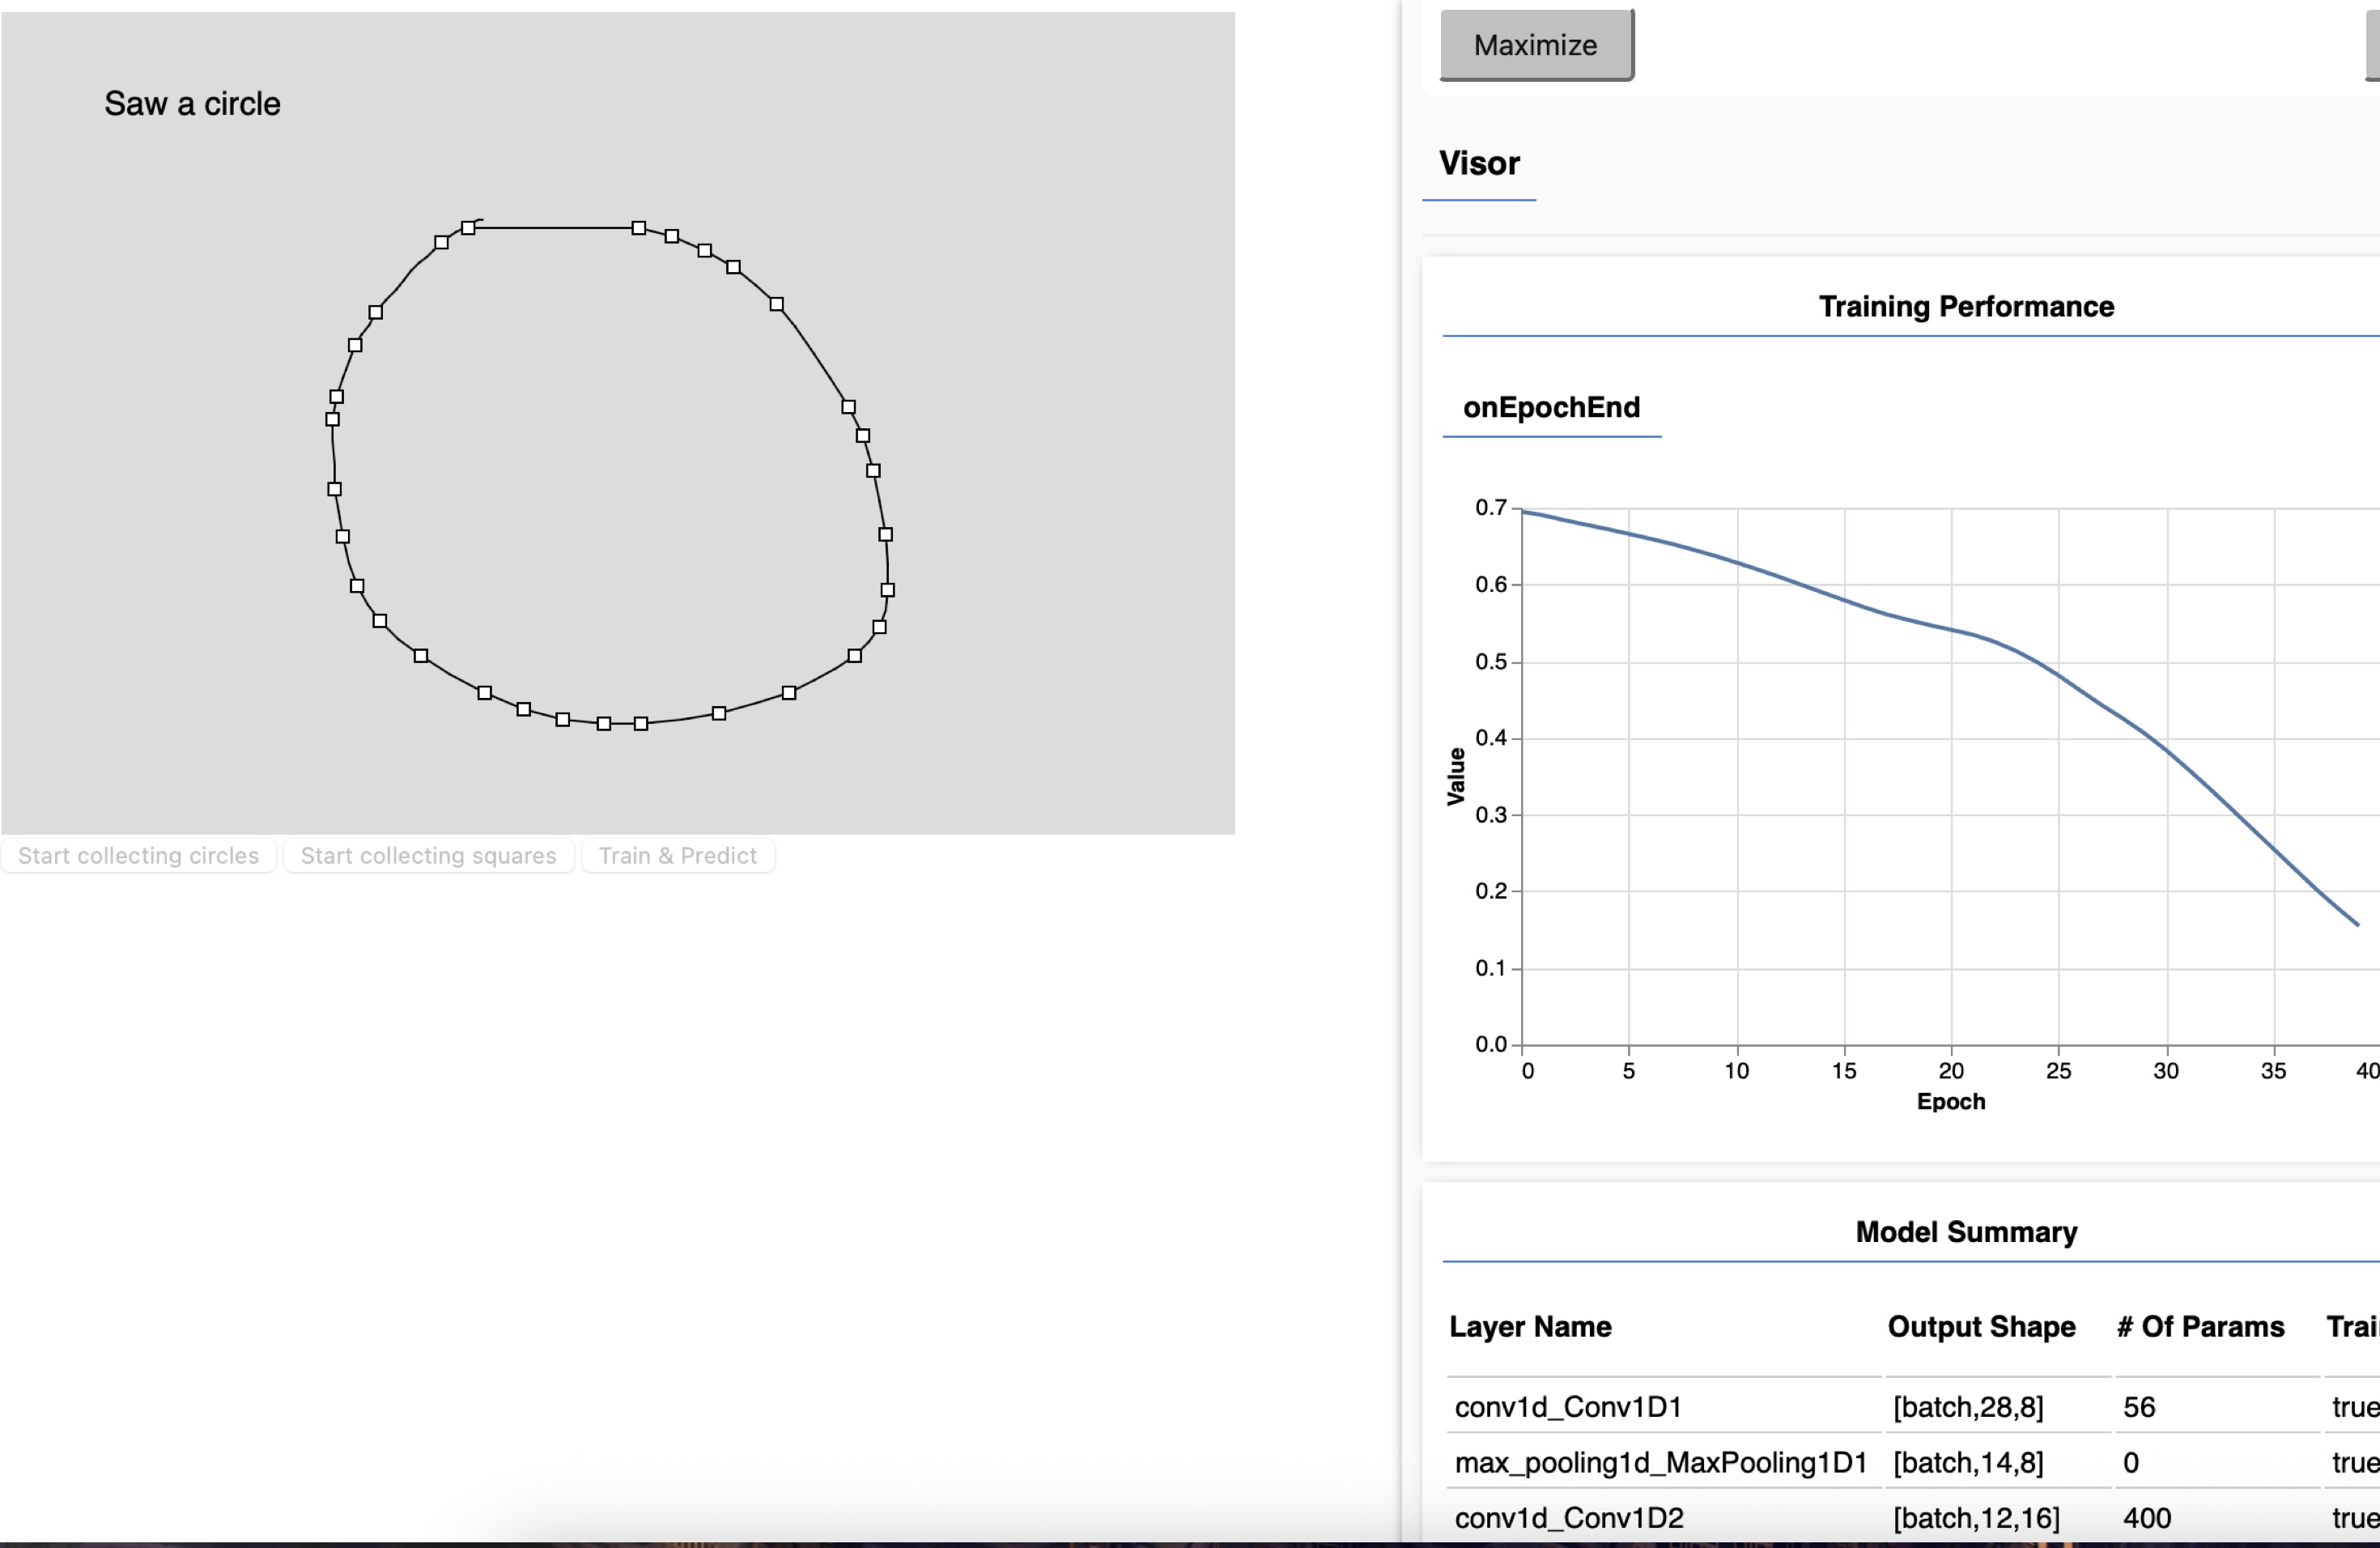 Saw a circle
Start collecting circles
Start collecting squares
Train & Predict
Maximize
Visor
Training Performance
onEpochEnd
0.7
0.6
0.5
0.4
0.3
0.2
0.1
0.0
Value
0 5 10 15 20 25 30 35 40
Epoch
Model Summary
Layer Name Output Shape # Of Params Trai
conv1d_Conv1D1 [batch,28,8] 56 true
max_pooling1d_MaxPooling1D1 [batch,14,8] 0 true
conv1d_Conv1D2 [batch,12,16] 400 true